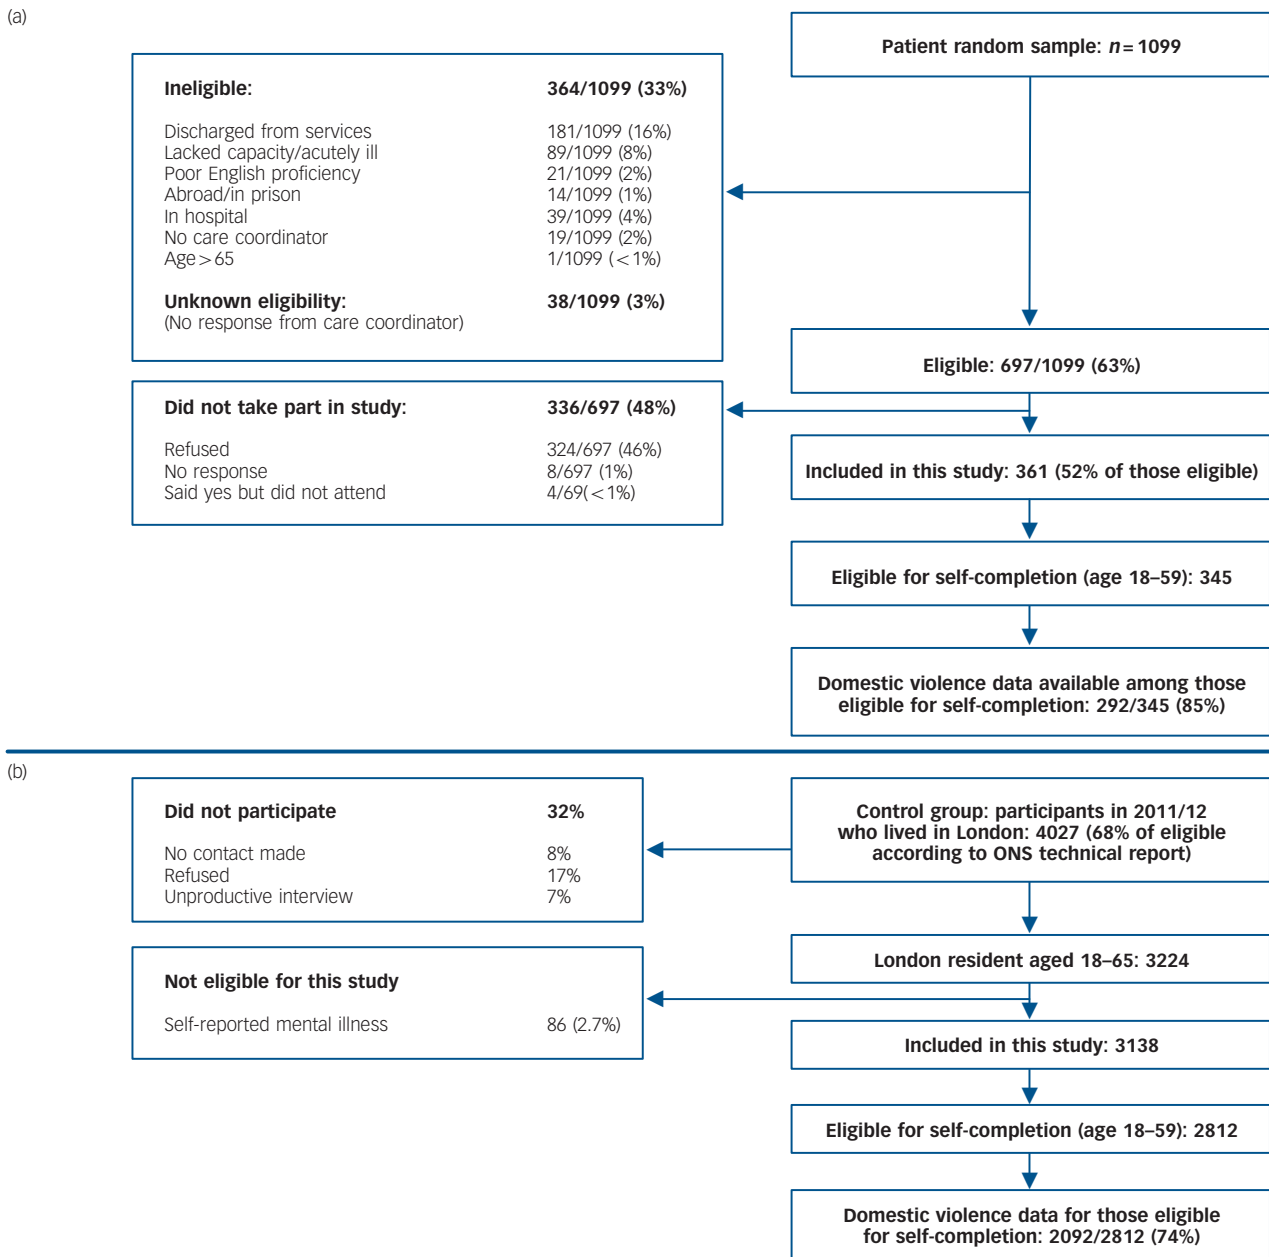 (a)
Patient random sample: n=1099
Ineligible: 364/1099 (33%)
Discharged from services 181/1099 (16%)
Lacked capacity/acutely ill 89/1099 (8%)
Poor English proficiency 21/1099 (2%)
Abroad/in prison 14/1099 (1%)
In hospital 39/1099 (4%)
No care coordinator 19/1099 (2%)
Age>65 1/1099 (<1%)
Unknown eligibility: 38/1099 (3%)
(No response from care coordinator)
Eligible: 697/1099 (63%)
Did not take part in study: 336/697 (48%)
Refused 324/697 (46%)
No response 8/697 (1%)
Said yes but did not attend 4/69(<1%)
Included in this study: 361 (52% of those eligible)
Eligible for self-completion (age 18–59): 345
Domestic violence data available among those
eligible for self-completion: 292/345 (85%)
(b)
Did not participate 32%
No contact made 8%
Refused 17%
Unproductive interview 7%
Control group: participants in 2011/12
who lived in London: 4027 (68% of eligible
according to ONS technical report)
London resident aged 18–65: 3224
Not eligible for this study
Self-reported mental illness 86 (2.7%)
Included in this study: 3138
Eligible for self-completion (age 18–59): 2812
Domestic violence data for those eligible
for self-completion: 2092/2812 (74%)